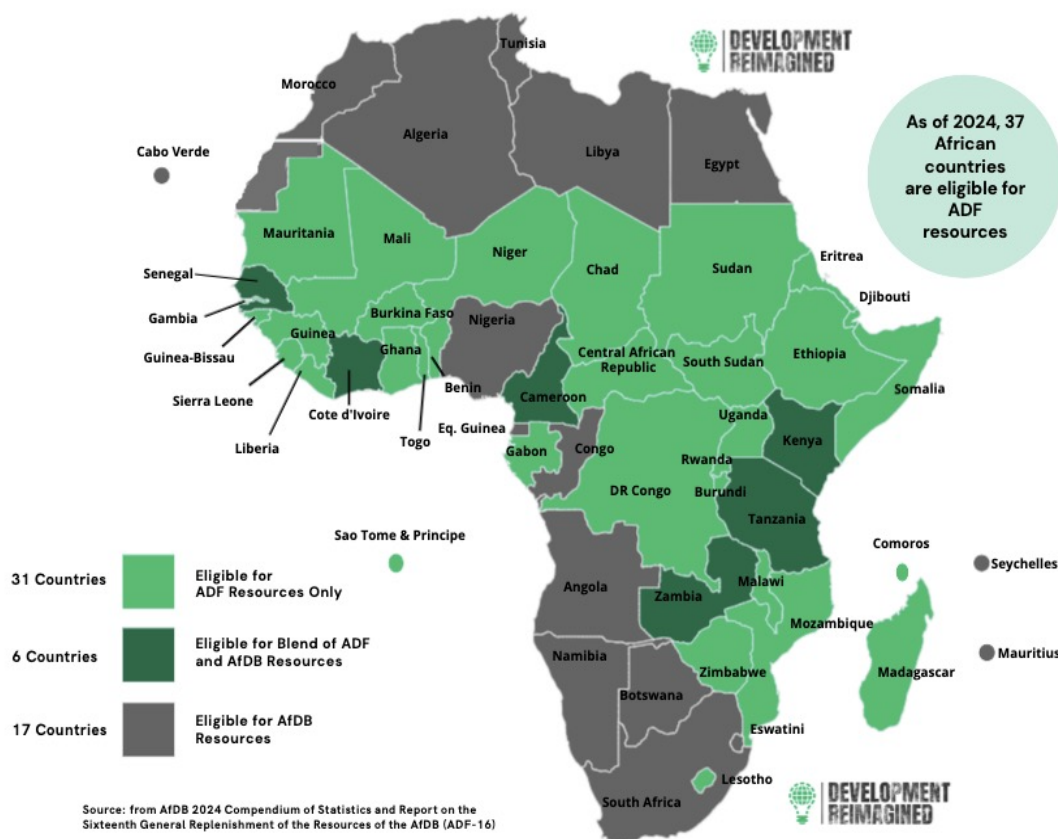 DEVELOPMENT
REIMAGINED
As of 2024, 37
African
countries
are eligible for
ADF
resources
Tunisia
Morocco
Algeria
Libya
Egypt
Cabo Verde
Mauritania
Mali
Niger
Chad
Sudan
Eritrea
Djibouti
Senegal
Gambia
Guinea-Bissau
Guinea
Burkina Faso
Nigeria
Ghana
Benin
Central African
Republic
South Sudan
Ethiopia
Somalia
Sierra Leone
Liberia
Cote d'Ivoire
Togo
Cameroon
Eq. Guinea
Gabon
Congo
Uganda
Kenya
Rwanda
Burundi
DR Congo
Tanzania
Sao Tome & Principe
Comoros
Seychelles
Angola
Zambia
Malawi
Mozambique
Mauritius
Madagascar
Namibia
Zimbabwe
Botswana
Eswatini
Lesotho
South Africa
31 Countries
Eligible for
ADF Resources Only
6 Countries
Eligible for Blend of ADF
and AfDB Resources
17 Countries
Eligible for AfDB
Resources
Source: from AfDB 2024 Compendium of Statistics and Report on the
Sixteenth General Replenishment of the Resources of the AfDB (ADF-16)
DEVELOPMENT
REIMAGINED